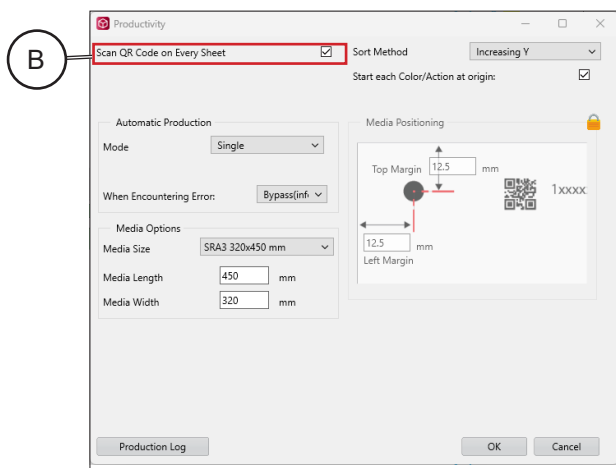 Productivity
B
Scan QR Code on Every Sheet
Sort Method Increasing Y
Start each Color/Action at origin:
Automatic Production
Mode Single
When Encountering Error: Bypass(inf
Media Options
Media Size SRA3 320x450 mm
Media Length 450 mm
Media Width 320 mm
Media Positioning
Top Margin 12.5 mm
1xxxx
12.5 mm
Left Margin
Production Log OK Cancel